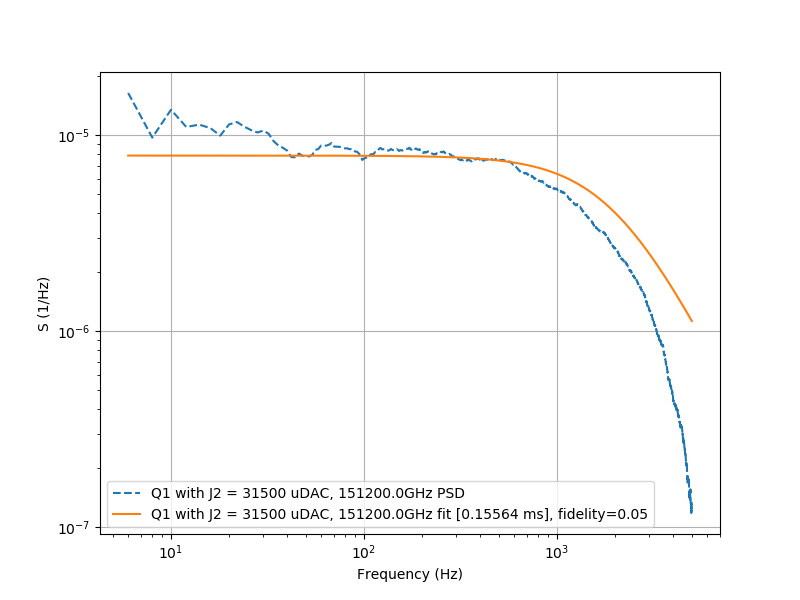 10⁻⁵
10⁻⁶
10⁻⁷
S (1/Hz)
Q1 with J2 = 31500 uDAC, 151200.0GHz PSD
Q1 with J2 = 31500 uDAC, 151200.0GHz fit [0.15564 ms], fidelity=0.05
10¹ 10² 10³
Frequency (Hz)